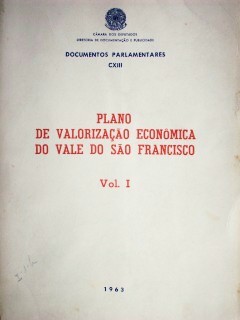 CÂMARA DOS DEPUTADOS
DIRETORIA DE DOCUMENTAÇÃO E PUBLICIDADE
DOCUMENTOS PARLAMENTARES
CXIII
PLANO
DE VALORIZAÇÃO ECONÔMICA
DO VALE DO SÃO FRANCISCO
Vol. I
1963